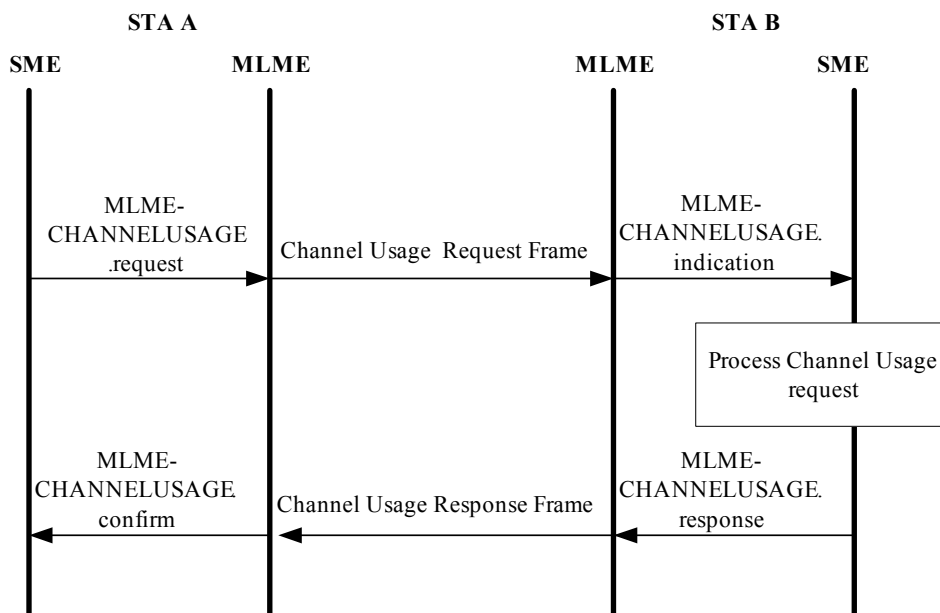 STA A
STA B
SME
MLME
MLME
SME
MLME-
CHANNELUSAGE
.request
Channel Usage Request Frame
MLME-
CHANNELUSAGE.
indication
Process Channel Usage
request
MLME-
CHANNELUSAGE.
confirm
Channel Usage Response Frame
MLME-
CHANNELUSAGE.
response